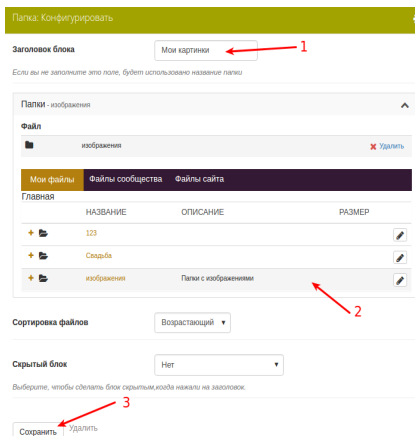 Папка: Конфигурировать
Заголовок блока Мои картинки 1
Если вы не заполните это поле, будет использовано название папки
Папки - изображения
Файл
изображения Удалить
Мои файлы Файлы сообщества Файлы сайта
Главная
НАЗВАНИЕ ОПИСАНИЕ РАЗМЕР
123
Свадьба
изображения Папки с изображениями
2
Сортировка файлов Возрастающий
Скрытый блок Нет
Выберите, чтобы сделать блок скрытым,когда нажали на заголовок.
3
Сохранить Удалить